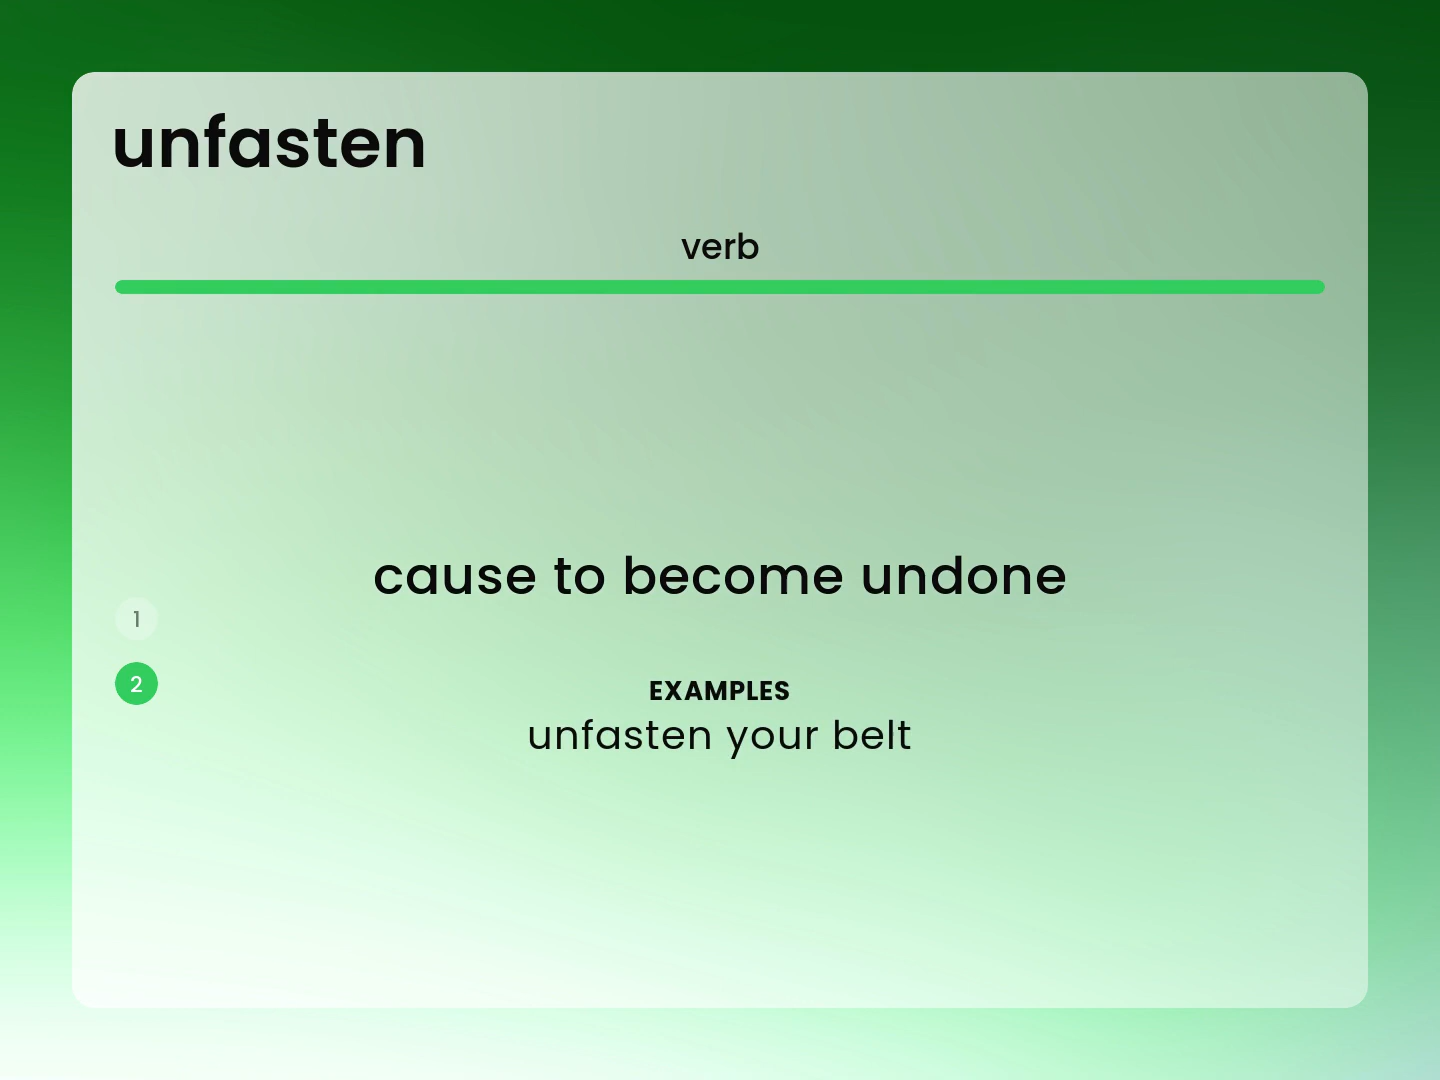 unfasten
verb
cause to become undone
1
2
EXAMPLES
unfasten your belt